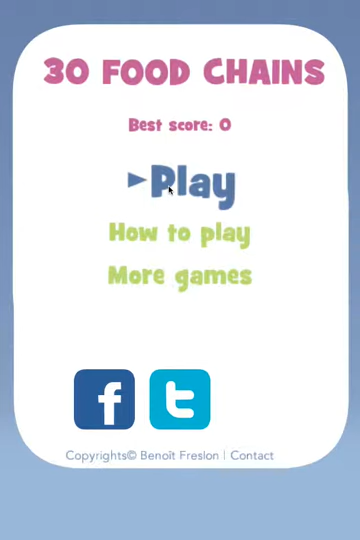 30 FOOD CHAINS
Best score: 0
Play
How to play
More games
f t
Copyrights© Benoît Freslon | Contact